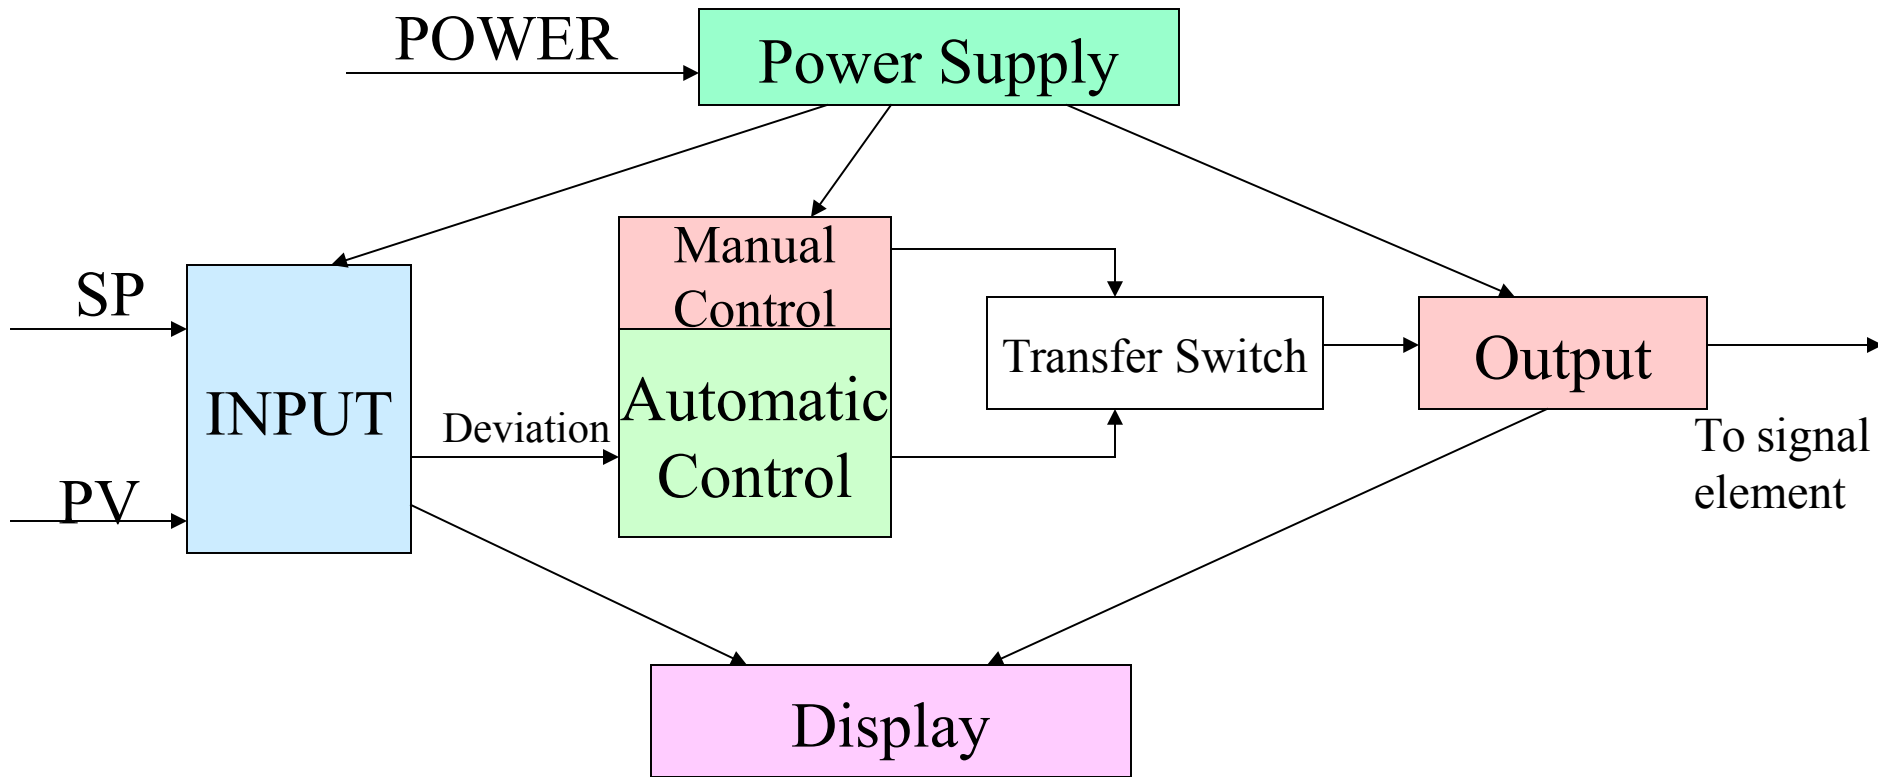 POWER
Power Supply
Manual
Control
SP
Transfer Switch
Output
INPUT
Automatic
Control
Deviation
To signal
element
PV
Display